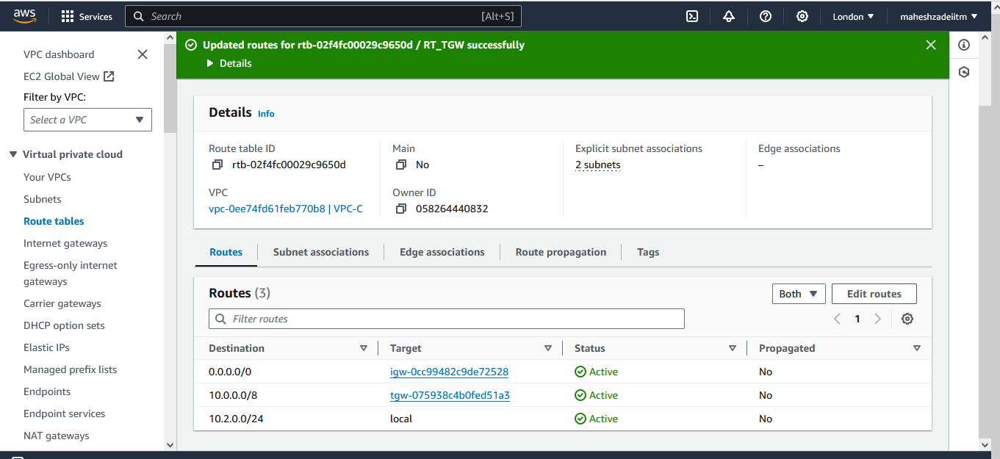 aws
Services
Search
[Alt+S]
London
maheshzadeiitm
VPC dashboard
EC2 Global View
Filter by VPC:
Select a VPC
Virtual private cloud
Your VPCs
Subnets
Route tables
Internet gateways
Egress-only internet
gateways
Carrier gateways
DHCP option sets
Elastic IPs
Managed prefix lists
Endpoints
Endpoint services
NAT gateways
Updated routes for rtb-02f4fc00029c9650d / RT_TGW successfully
Details
Details Info
Route table ID
rtb-02f4fc00029c9650d
Main
No
Explicit subnet associations
2 subnets
Edge associations
–
VPC
vpc-0ee74fd61feb770b8 | VPC-C
Owner ID
058264440832
Routes Subnet associations Edge associations Route propagation Tags
Routes (3)
Both
Edit routes
Filter routes
1
Destination Target Status Propagated
0.0.0.0/0 igw-0cc99482c9de72528 Active No
10.0.0.0/8 tgw-075938c4b0fed51a3 Active No
10.2.0.0/24 local Active No